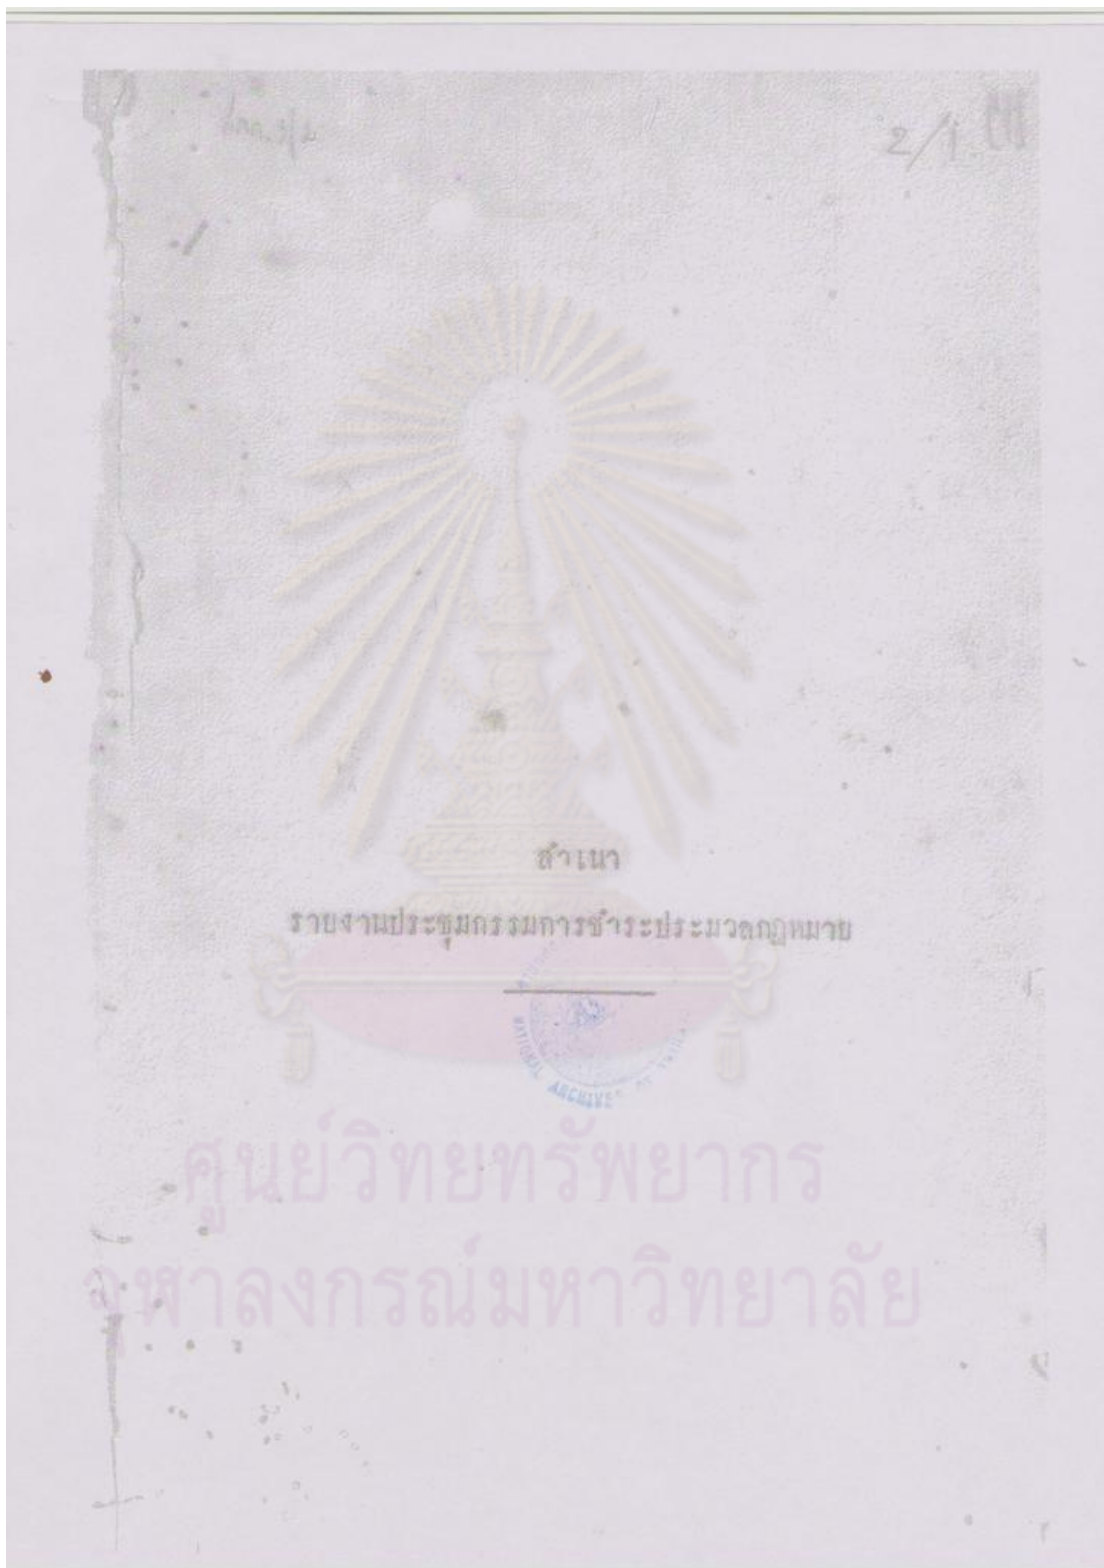 2/1
สำเนา
รายงานประชุมกรรมการชำระประมวลกฎหมาย
NATIONAL ARCHIVES OF
ศูนย์วิทยทรัพยากร
จุฬาลงกรณ์มหาวิทยาลัย